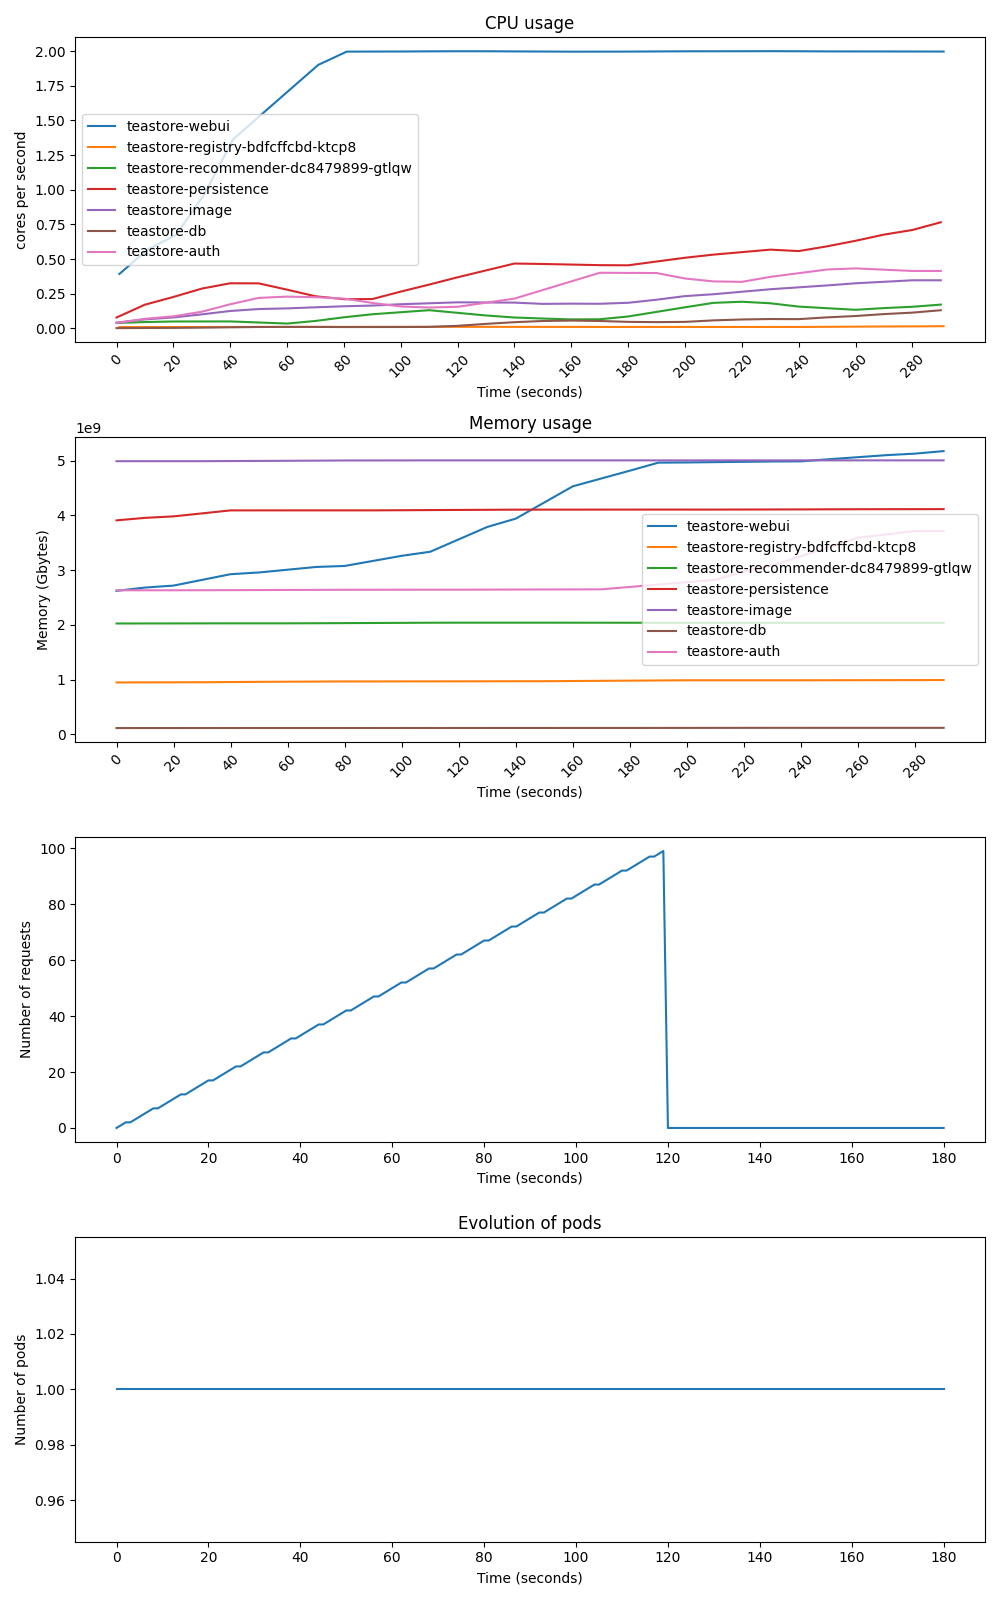 CPU usage
cores per second
2.00
1.75
1.50
1.25
1.00
0.75
0.50
0.25
0.00
teastore-webui
teastore-registry-bdfcffcbd-ktcp8
teastore-recommender-dc8479899-gtlqw
teastore-persistence
teastore-image
teastore-db
teastore-auth
0 20 40 60 80 100 120 140 160 180 200 220 240 260 280
Time (seconds)
Memory usage
1e9
Memory (Gbytes)
5
4
3
2
1
0
teastore-webui
teastore-registry-bdfcffcbd-ktcp8
teastore-recommender-dc8479899-gtlqw
teastore-persistence
teastore-image
teastore-db
teastore-auth
0 20 40 60 80 100 120 140 160 180 200 220 240 260 280
Time (seconds)
Number of requests
100
80
60
40
20
0
0 20 40 60 80 100 120 140 160 180
Time (seconds)
Evolution of pods
Number of pods
1.04
1.02
1.00
0.98
0.96
0 20 40 60 80 100 120 140 160 180
Time (seconds)